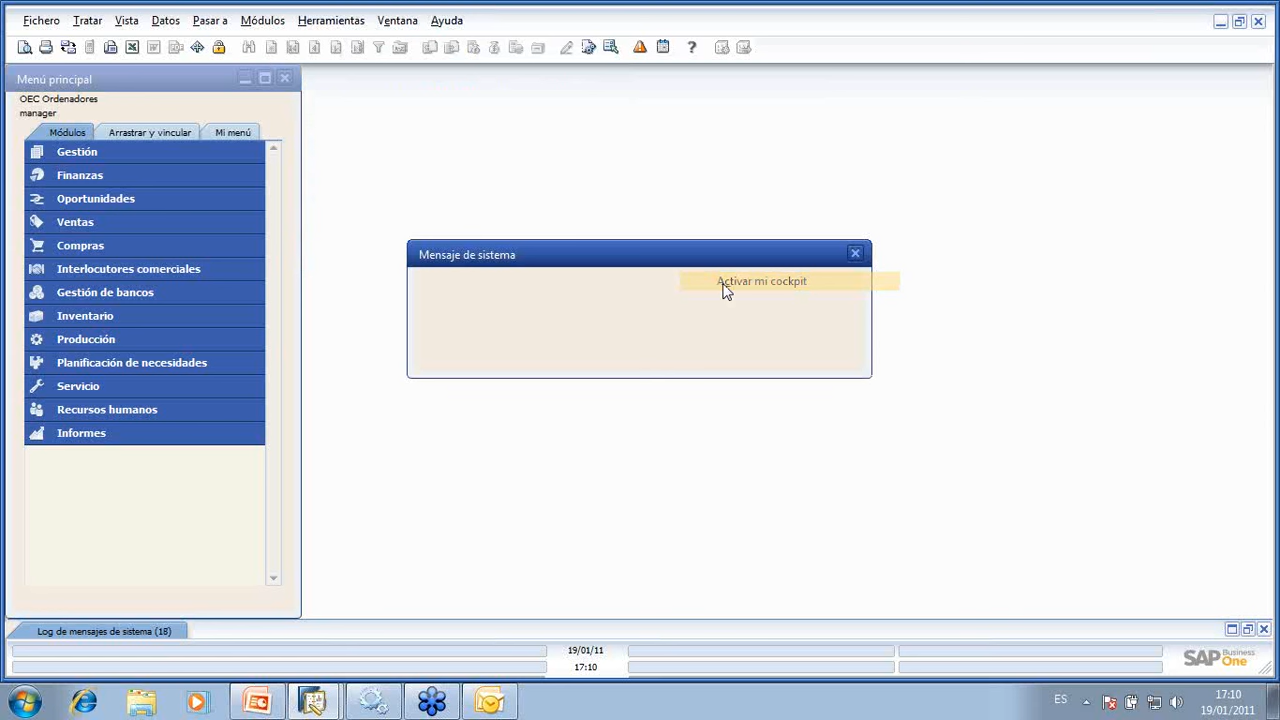 Fichero Tratar Vista Datos Pasar a Módulos Herramientas Ventana Ayuda
Menú principal
OEC Ordenadores
manager
Módulos Arrastrar y vincular Mi menú
Gestión
Finanzas
Oportunidades
Ventas
Compras
Interlocutores comerciales
Gestión de bancos
Inventario
Producción
Planificación de necesidades
Servicio
Recursos humanos
Informes
Mensaje de sistema
Activar mi cockpit
Log de mensajes de sistema (18)
19/01/11
17:10
SAP Business One
ES
17:10
19/01/2011